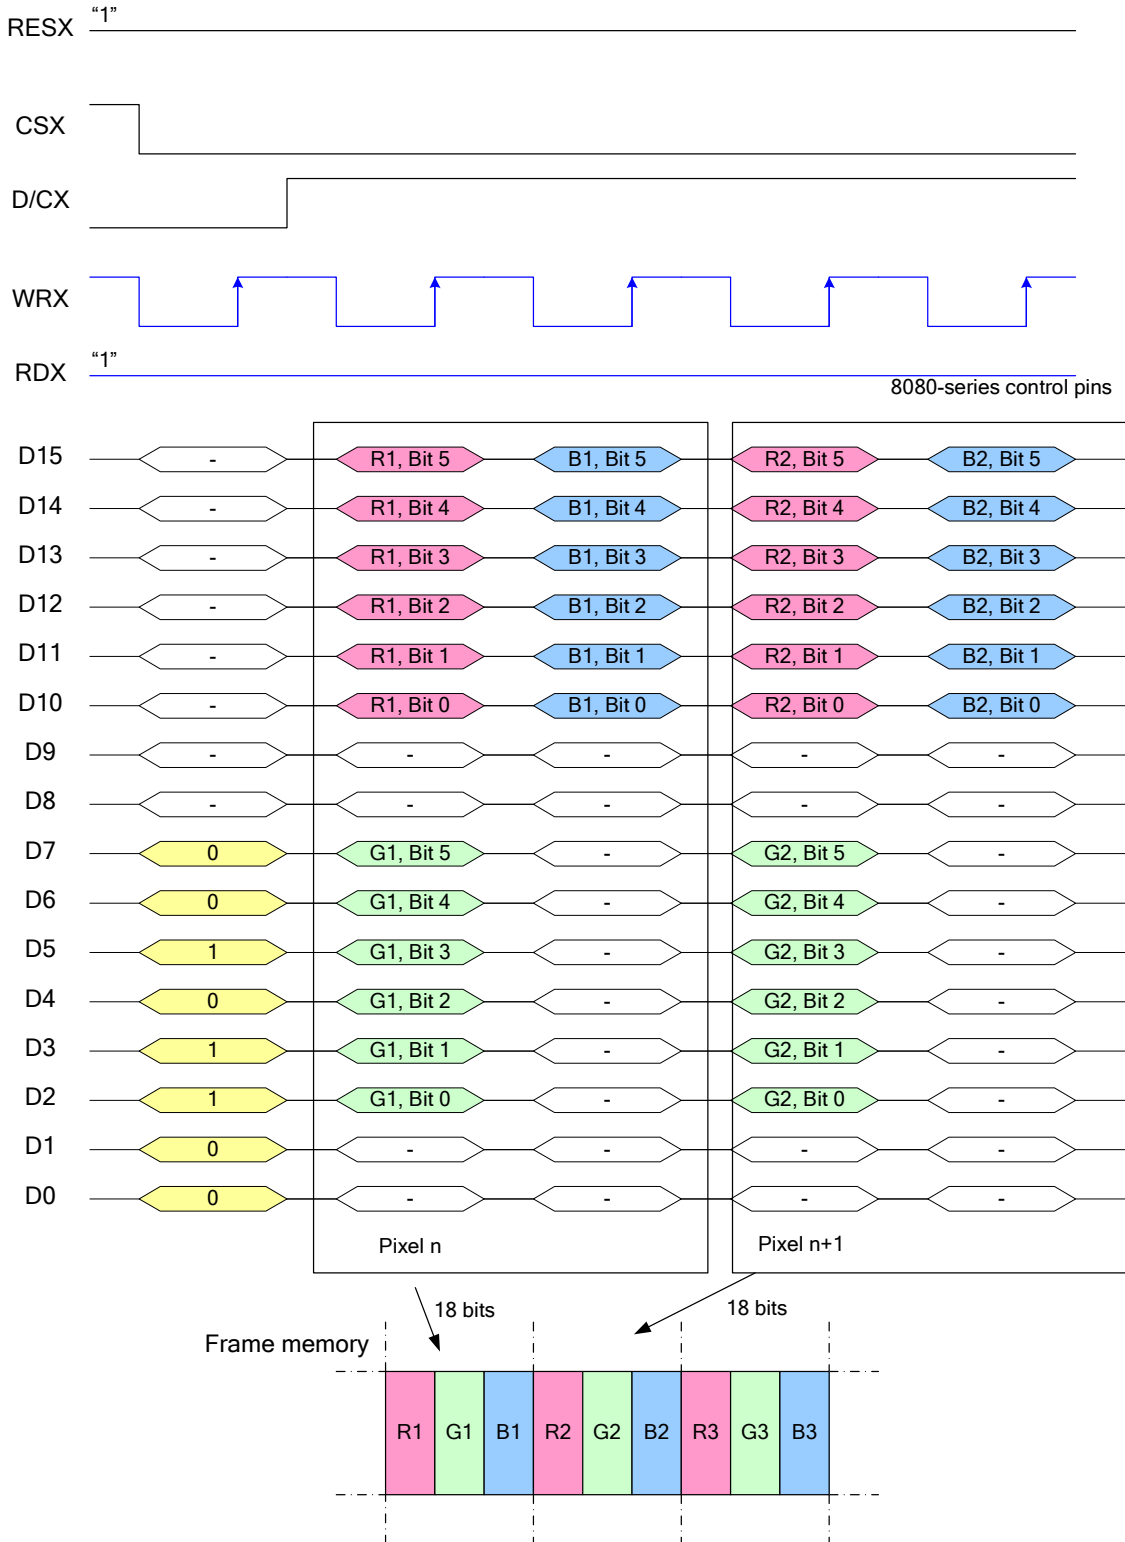 RESX “1”
CSX
D/CX
WRX
RDX “1”
8080-series control pins
D15 - R1, Bit 5 B1, Bit 5 R2, Bit 5 B2, Bit 5
D14 - R1, Bit 4 B1, Bit 4 R2, Bit 4 B2, Bit 4
D13 - R1, Bit 3 B1, Bit 3 R2, Bit 3 B2, Bit 3
D12 - R1, Bit 2 B1, Bit 2 R2, Bit 2 B2, Bit 2
D11 - R1, Bit 1 B1, Bit 1 R2, Bit 1 B2, Bit 1
D10 - R1, Bit 0 B1, Bit 0 R2, Bit 0 B2, Bit 0
D9 - - - - -
D8 - - - - -
D7 0 G1, Bit 5 - G2, Bit 5 -
D6 0 G1, Bit 4 - G2, Bit 4 -
D5 1 G1, Bit 3 - G2, Bit 3 -
D4 0 G1, Bit 2 - G2, Bit 2 -
D3 1 G1, Bit 1 - G2, Bit 1 -
D2 1 G1, Bit 0 - G2, Bit 0 -
D1 0 - - - -
D0 0 - - - -
Pixel n Pixel n+1
18 bits 18 bits
Frame memory
R1 G1 B1 R2 G2 B2 R3 G3 B3